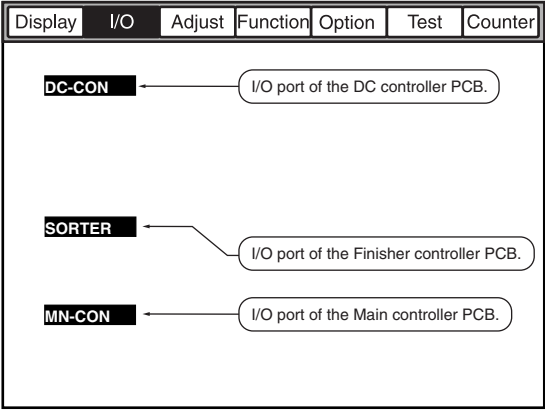 Display I/O Adjust Function Option Test Counter
DC-CON I/O port of the DC controller PCB.
SORTER
I/O port of the Finisher controller PCB.
MN-CON I/O port of the Main controller PCB.